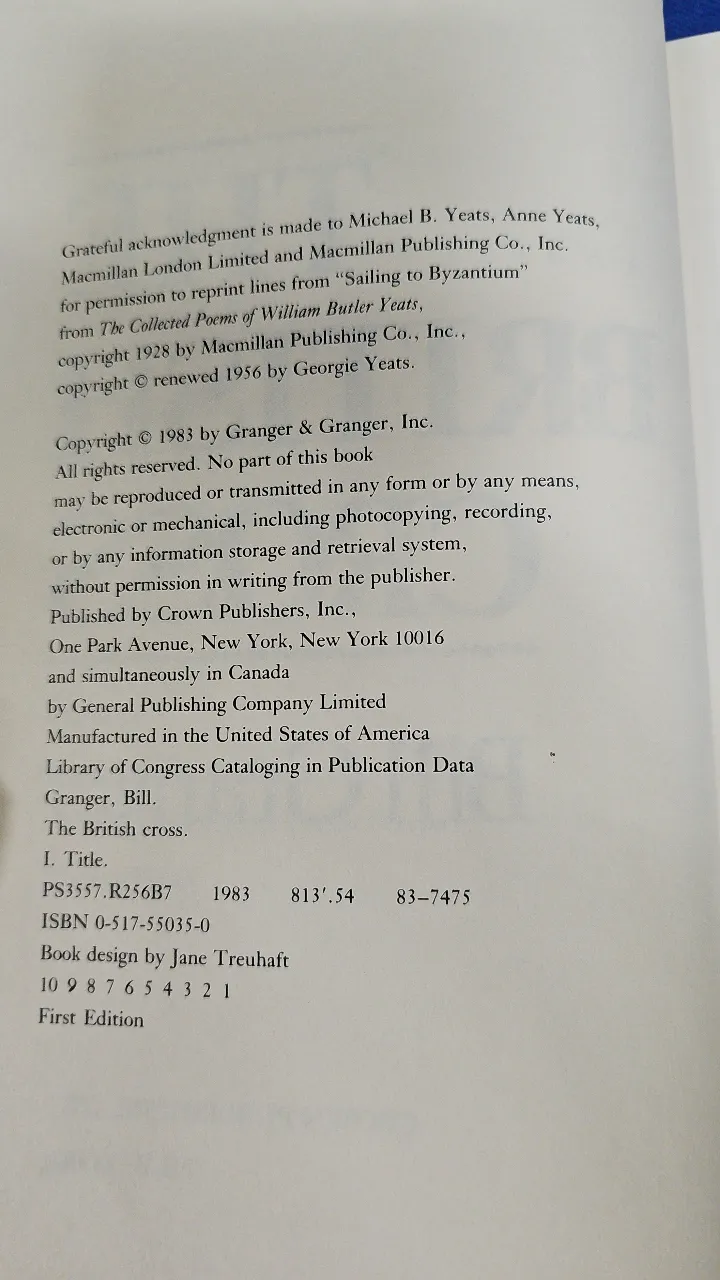 Grateful acknowledgment is made to Michael B. Yeats, Anne Yeats,
Macmillan London Limited and Macmillan Publishing Co., Inc.
for permission to reprint lines from “Sailing to Byzantium”
from The Collected Poems of William Butler Yeats,
copyright 1928 by Macmillan Publishing Co., Inc.,
copyright © renewed 1956 by Georgie Yeats.
Copyright © 1983 by Granger & Granger, Inc.
All rights reserved. No part of this book
may be reproduced or transmitted in any form or by any means,
electronic or mechanical, including photocopying, recording,
or by any information storage and retrieval system,
without permission in writing from the publisher.
Published by Crown Publishers, Inc.,
One Park Avenue, New York, New York 10016
and simultaneously in Canada
by General Publishing Company Limited
Manufactured in the United States of America
Library of Congress Cataloging in Publication Data
Granger, Bill.
The British cross.
I. Title.
PS3557.R256B7 1983 813′.54 83–7475
ISBN 0-517-55035-0
Book design by Jane Treuhaft
10 9 8 7 6 5 4 3 2 1
First Edition